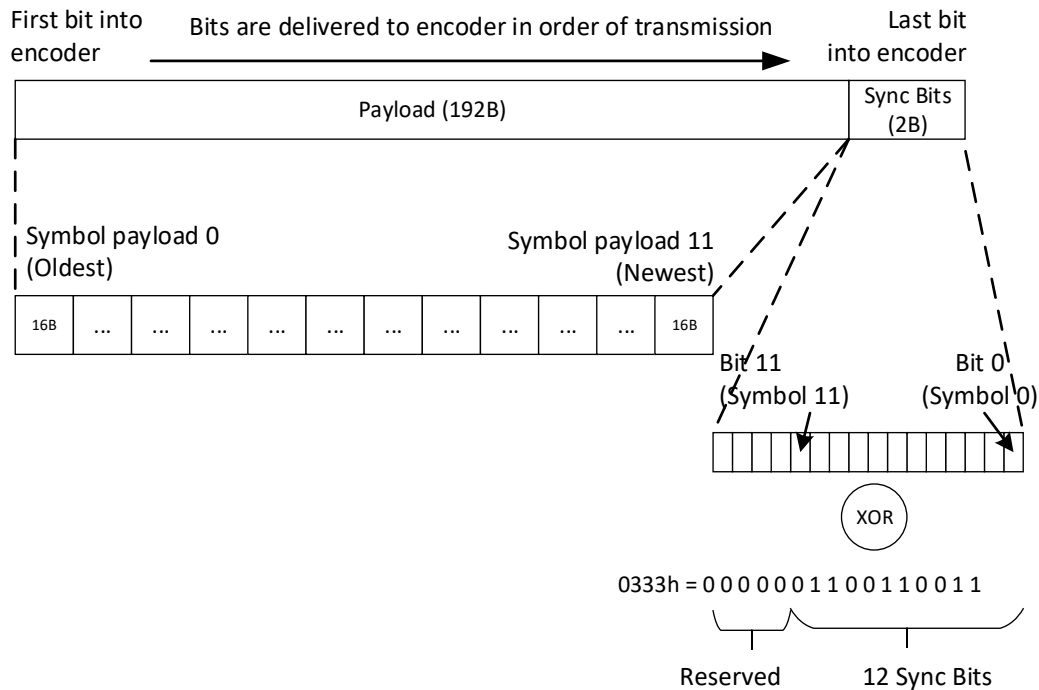 First bit into
encoder
Bits are delivered to encoder in order of transmission
Last bit
into encoder
Payload (192B)
Sync Bits
(2B)
Symbol payload 0
(Oldest)
Symbol payload 11
(Newest)
16B ... ... ... ... ... ... ... ... ... ... 16B
Bit 11
(Symbol 11)
Bit 0
(Symbol 0)
XOR
0333h = 0 0 0 0 0 0 1 1 0 0 1 1 0 0 1 1
Reserved
12 Sync Bits